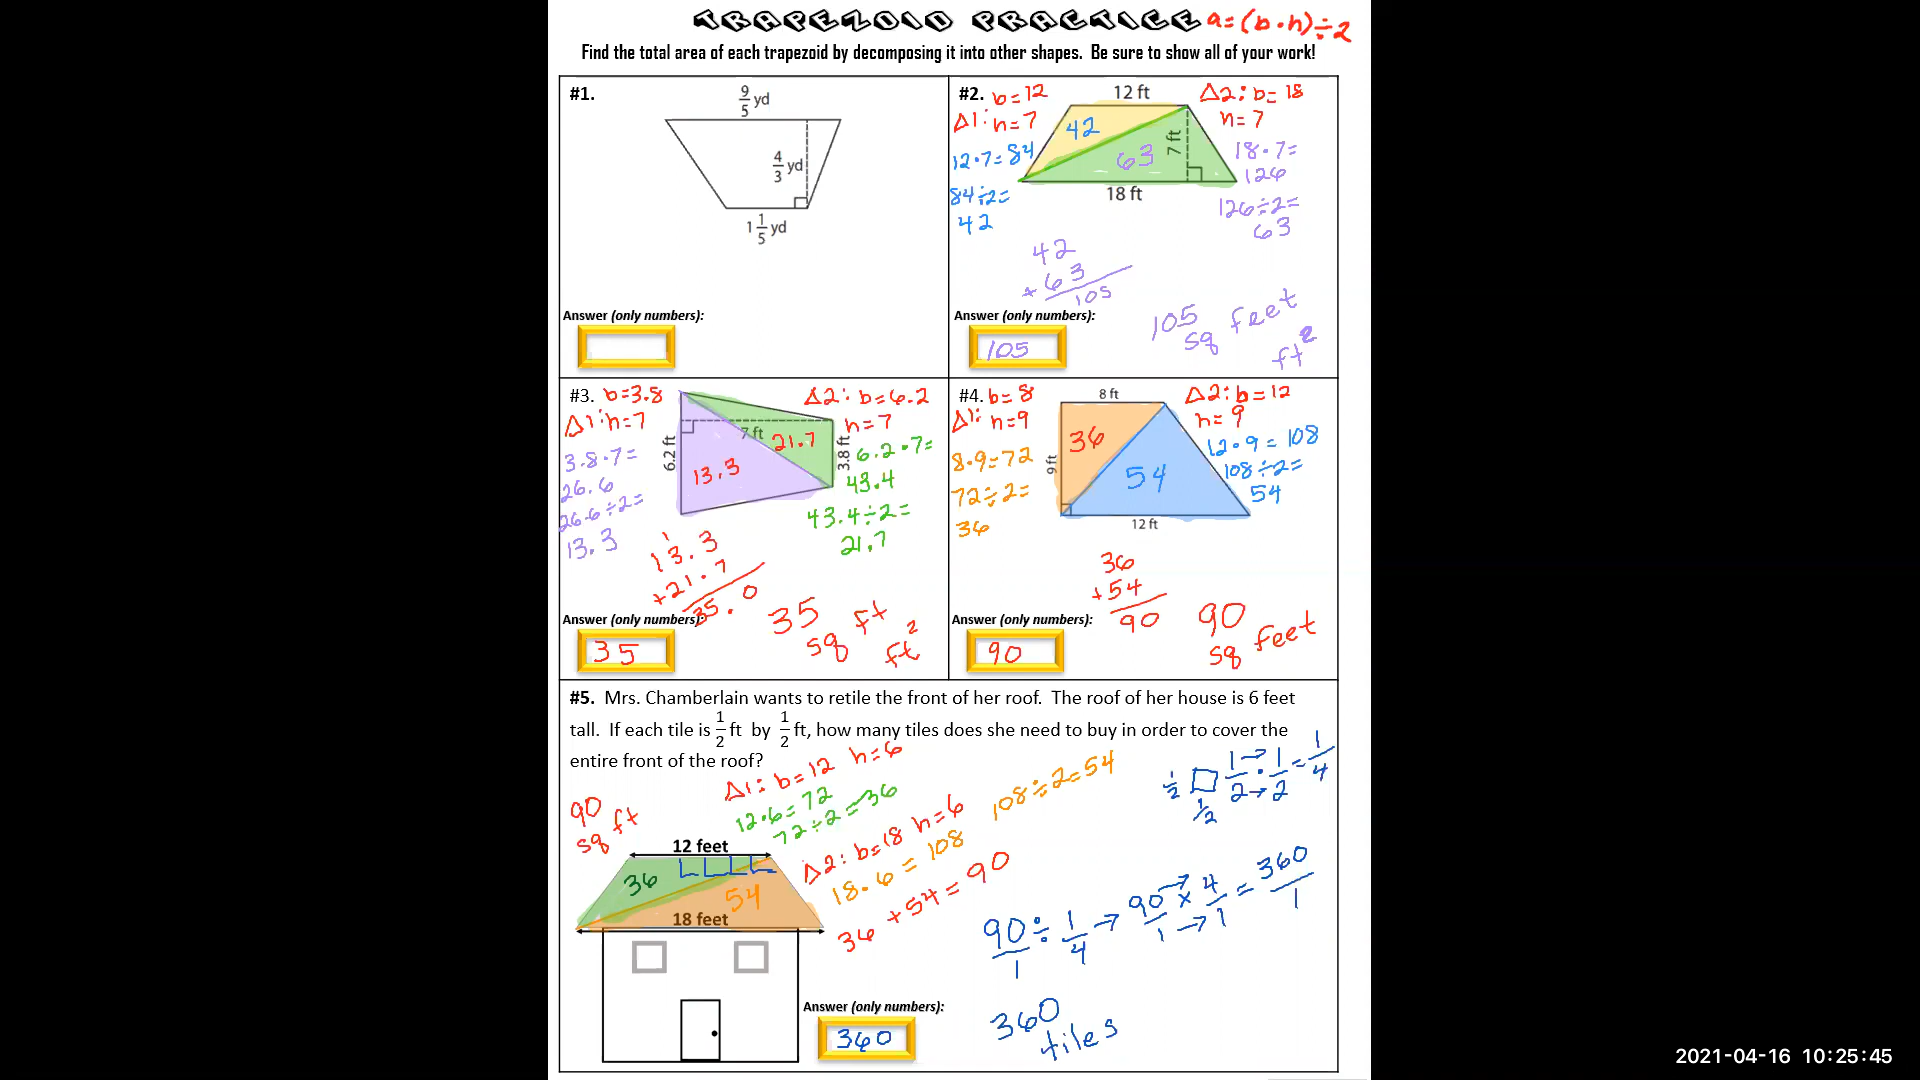 TRAPEZOID PRACTICE a=(b·h)÷2
Find the total area of each trapezoid by decomposing it into other shapes. Be sure to show all of your work!
#1.
9/5 yd
4/3 yd
1 1/5 yd
Answer (only numbers):
#2. b=12
△1: h=7
12·7=84
84÷2=
42
12 ft
42
63
7 ft
18 ft
△2: b=18
h=7
18·7=
126
126÷2=
63
42
+63
105
105 sq feet
ft²
Answer (only numbers):
105
#3. b=3.8
△1: h=7
3.8·7=
26.6
26.6÷2=
13.3
6.2 ft
7 ft
13.3
21.7
3.8 ft
△2: b=6.2
h=7
6.2·7=
43.4
43.4÷2=
21.7
1
13.3
+21.7
35.0
35 sq ft
ft²
Answer (only numbers):
35
#4. b=8
△1: h=9
8·9=72
72÷2=
36
8 ft
36
54
9 ft
12 ft
△2: b=12
h=9
12·9=108
108÷2=
54
36
+54
90
90 sq feet
Answer (only numbers):
90
#5. Mrs. Chamberlain wants to retile the front of her roof. The roof of her house is 6 feet
tall. If each tile is 1/2 ft by 1/2 ft, how many tiles does she need to buy in order to cover the
entire front of the roof?
90 sq ft
△1: b=12 h=6
12·6=72
72÷2=36
△2: b=18 h=6
18·6=108
108÷2=54
36+54=90
1/2
1/2
1/2 · 1/2 = 1/4
12 feet
36
54
18 feet
90/1 ÷ 1/4 → 90/1 × 4/1 = 360/1
360 tiles
Answer (only numbers):
360
2021-04-16 10:25:45